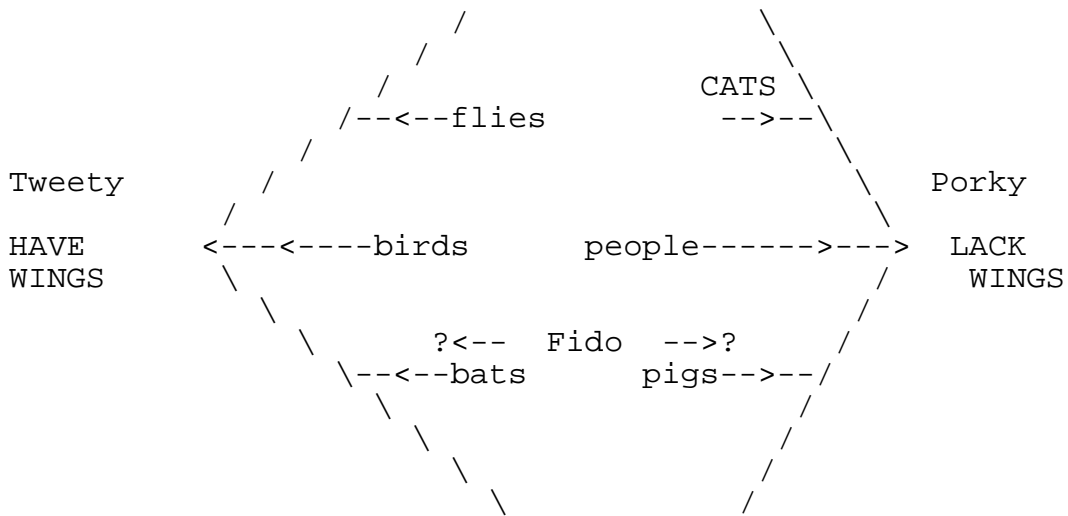 CATS
/--<--flies -->--\
Tweety Porky
HAVE <---<----birds people------>---> LACK
WINGS WINGS
?<-- Fido -->?
\--<--bats pigs-->--/